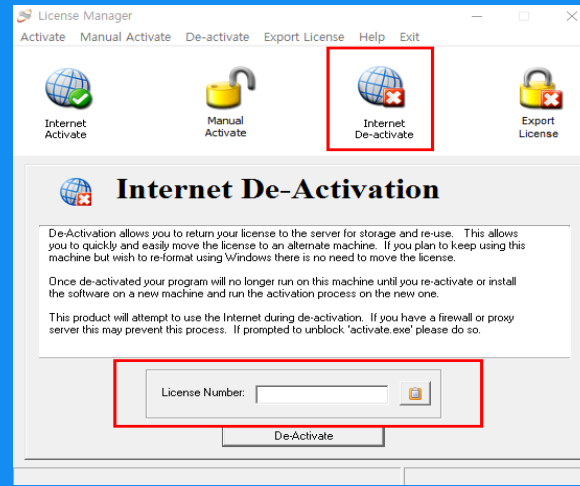 License Manager
Activate Manual Activate De-activate Export License Help Exit
Internet
Activate
Manual
Activate
Internet
De-activate
Export
License
Internet De-Activation
De-Activation allows you to return your license to the server for storage and re-use. This allows
you to quickly and easily move the license to an alternate machine. If you plan to keep using this
machine but wish to re-format using Windows there is no need to move the license.
Once de-activated your program will no longer run on this machine until you re-activate or install
the software on a new machine and run the activation process on the new one.
This product will attempt to use the Internet during de-activation. If you have a firewall or proxy
server this may prevent this process. If prompted to unblock 'activate.exe' please do so.
License Number:
De-Activate